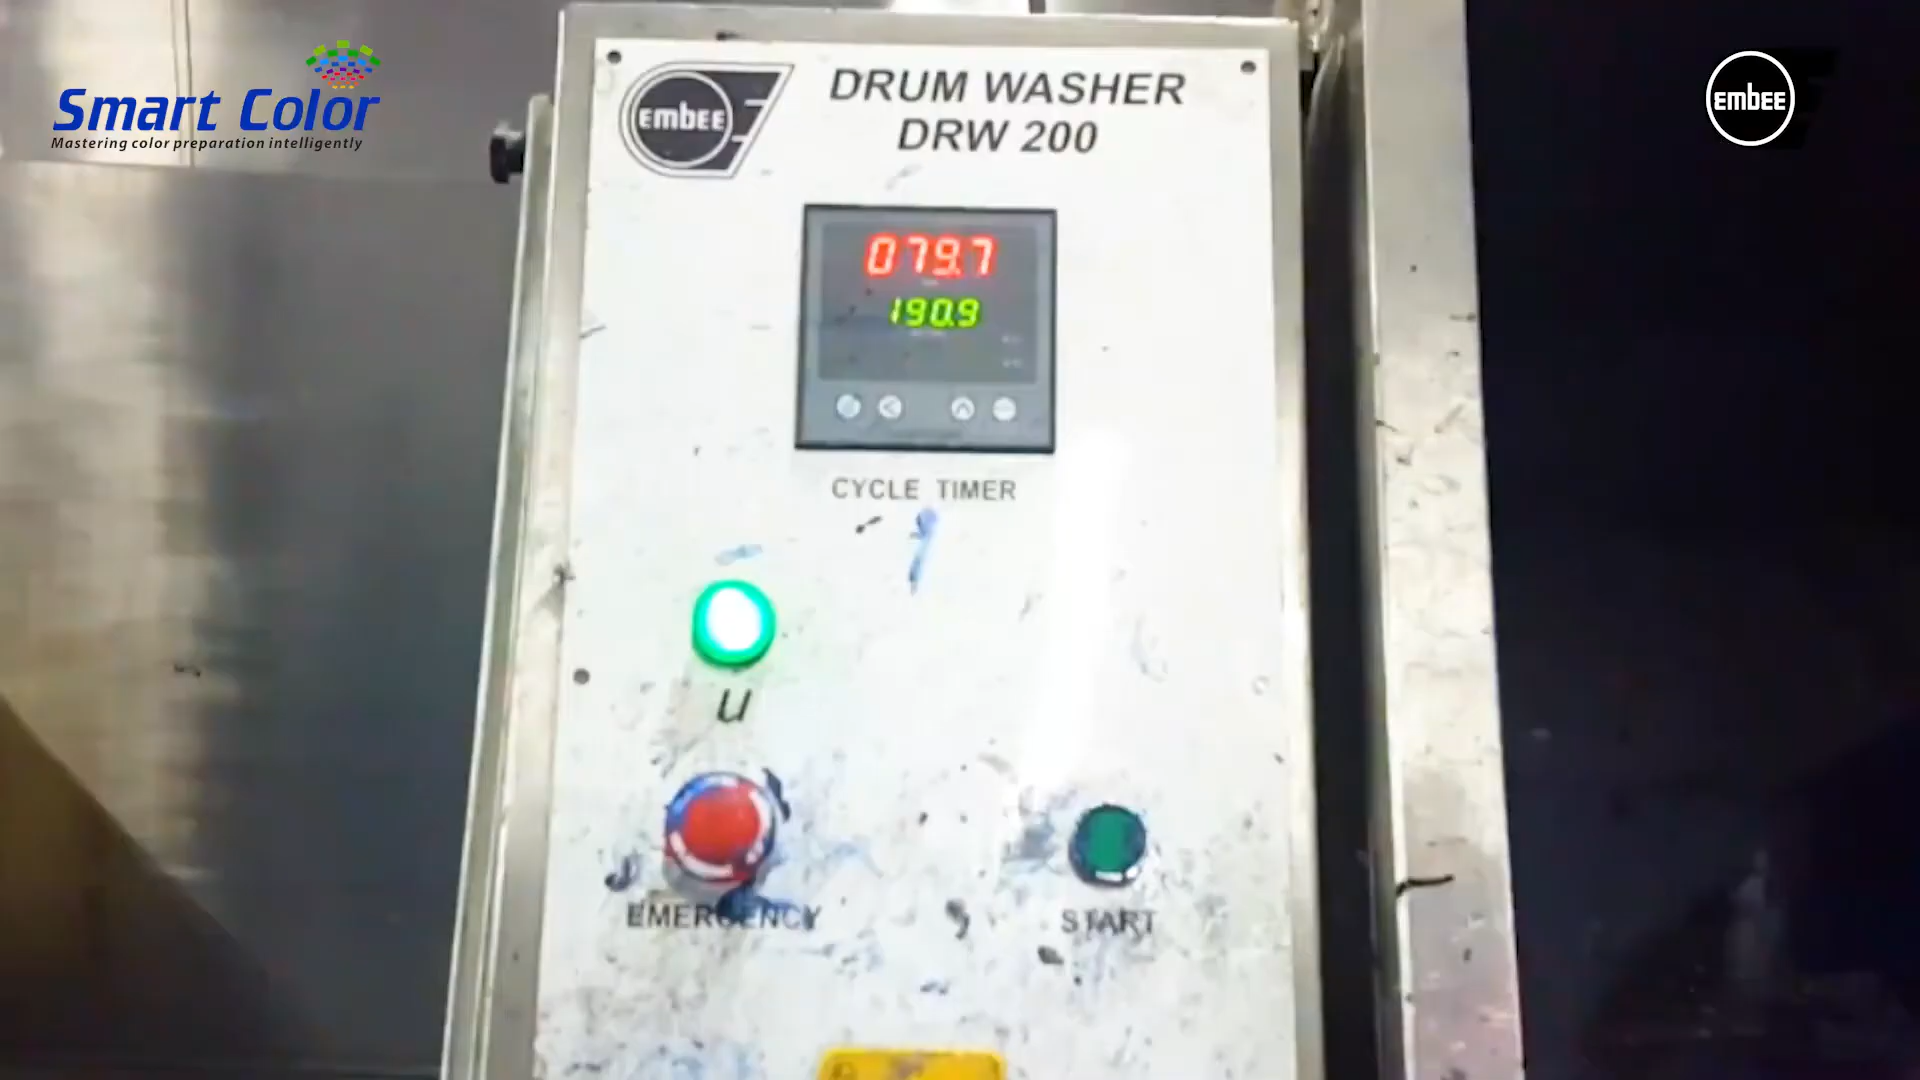 Smart Color
Mastering color preparation intelligently
EMBEE
DRUM WASHER
DRW 200
EMBEE
079.7
190.9
CYCLE TIMER
EMERGENCY
START